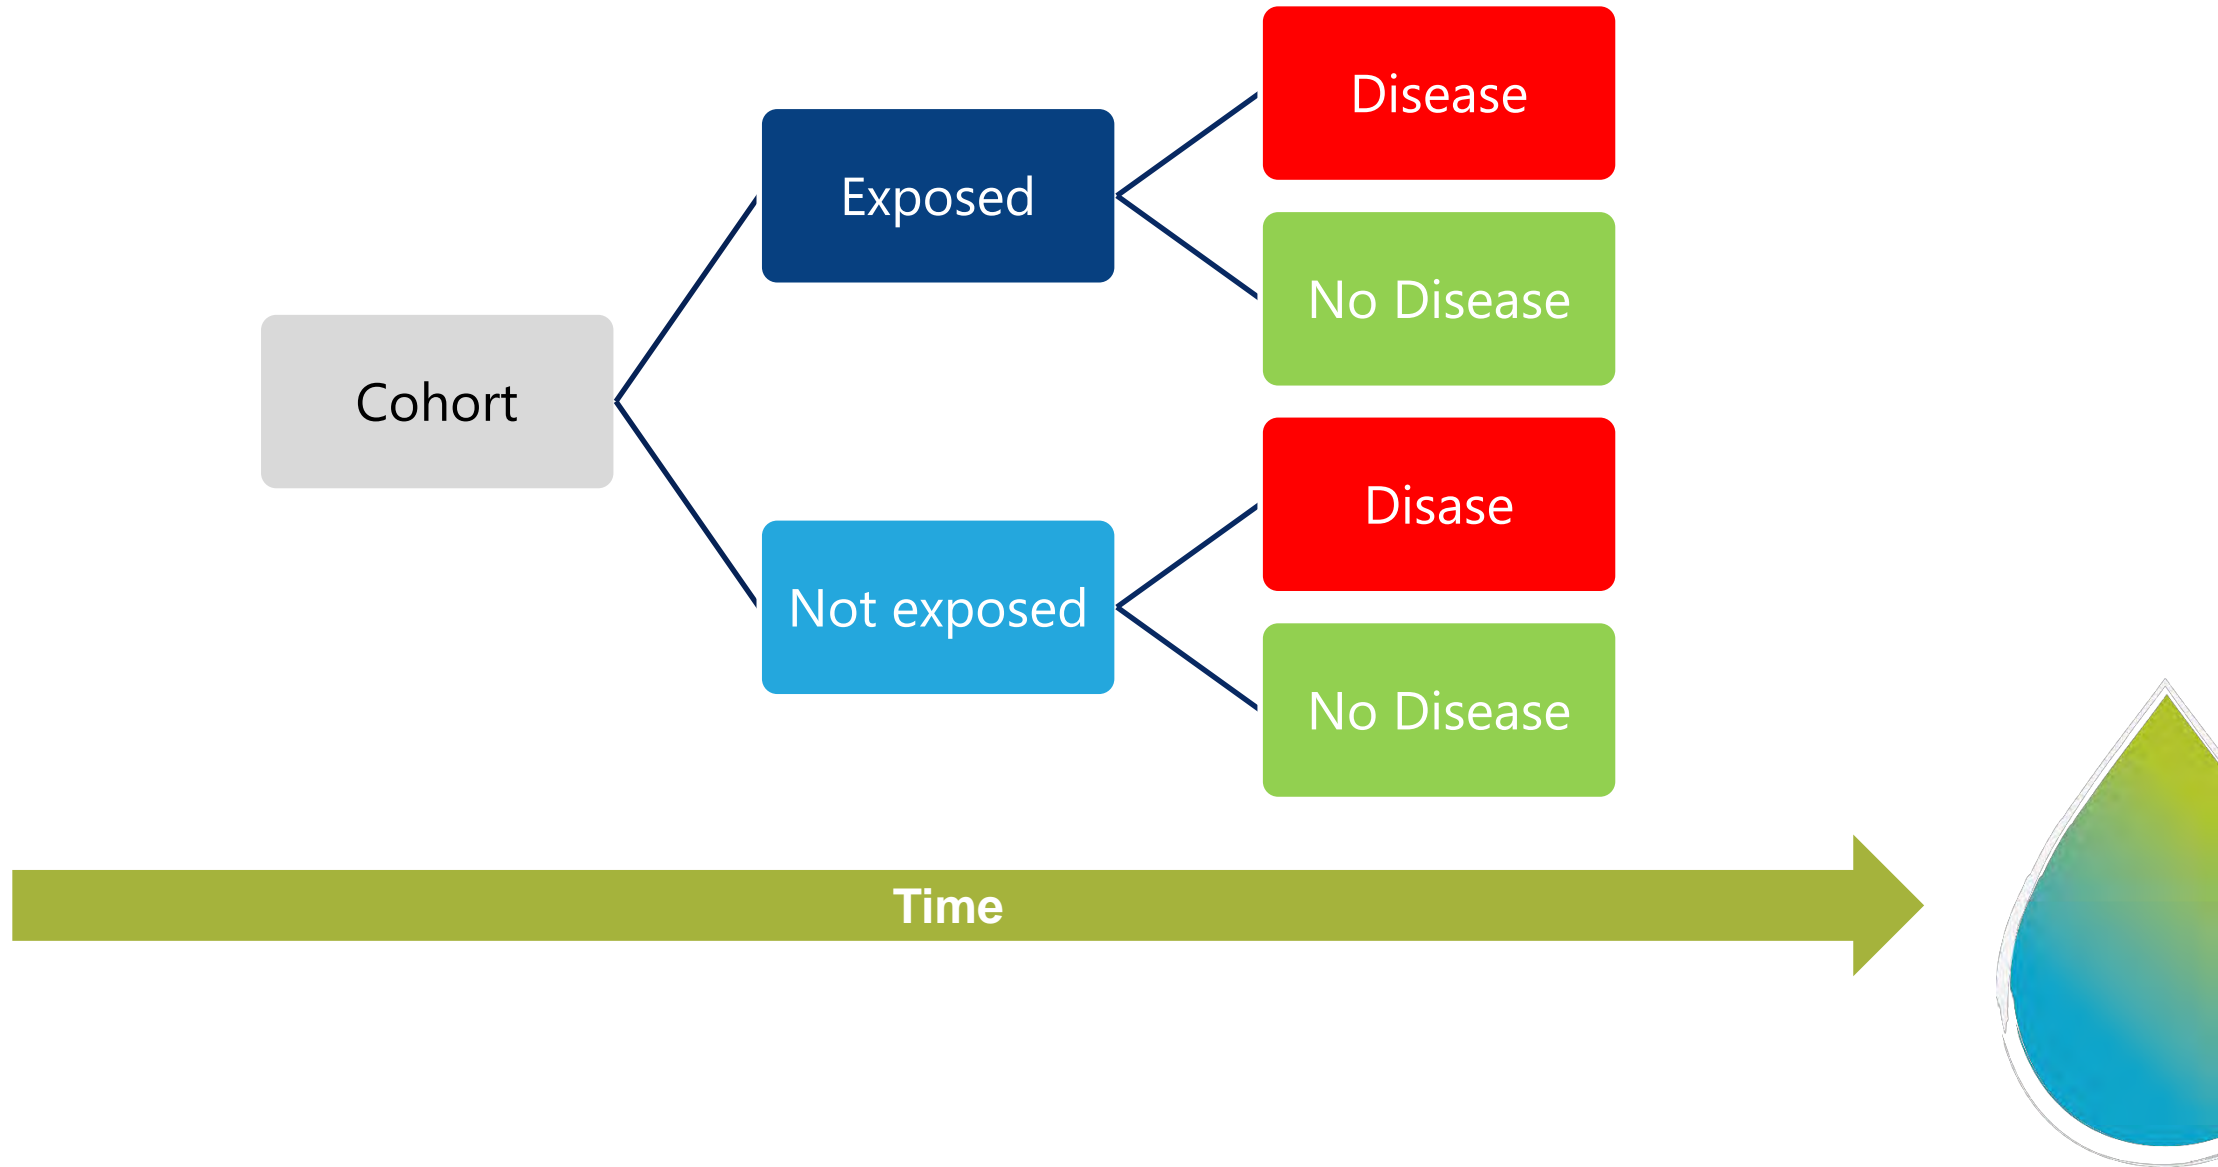 Cohort
Exposed
Not exposed
Disease
No Disease
Disase
No Disease
Time